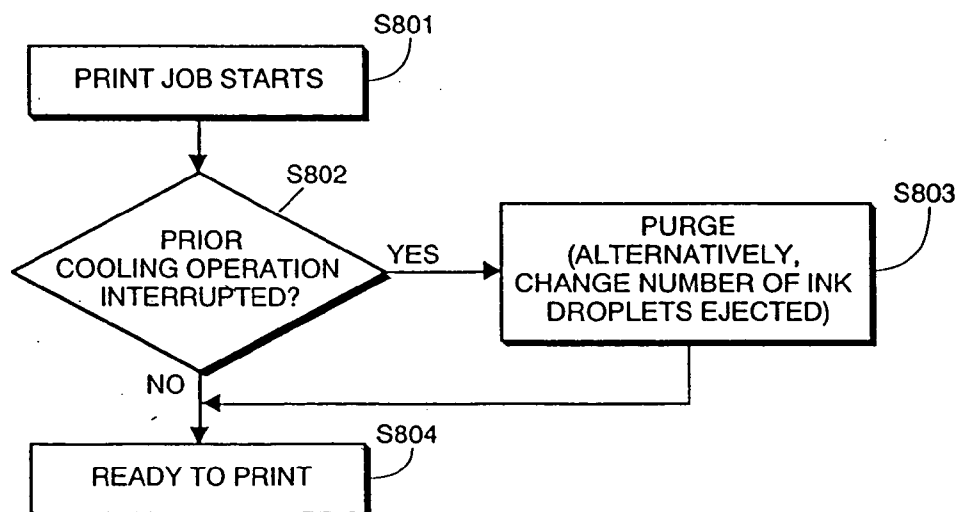 S801
PRINT JOB STARTS
S802
PRIOR
COOLING OPERATION
INTERRUPTED?
YES
S803
PURGE
(ALTERNATIVELY,
CHANGE NUMBER OF INK
DROPLETS EJECTED)
NO
S804
READY TO PRINT